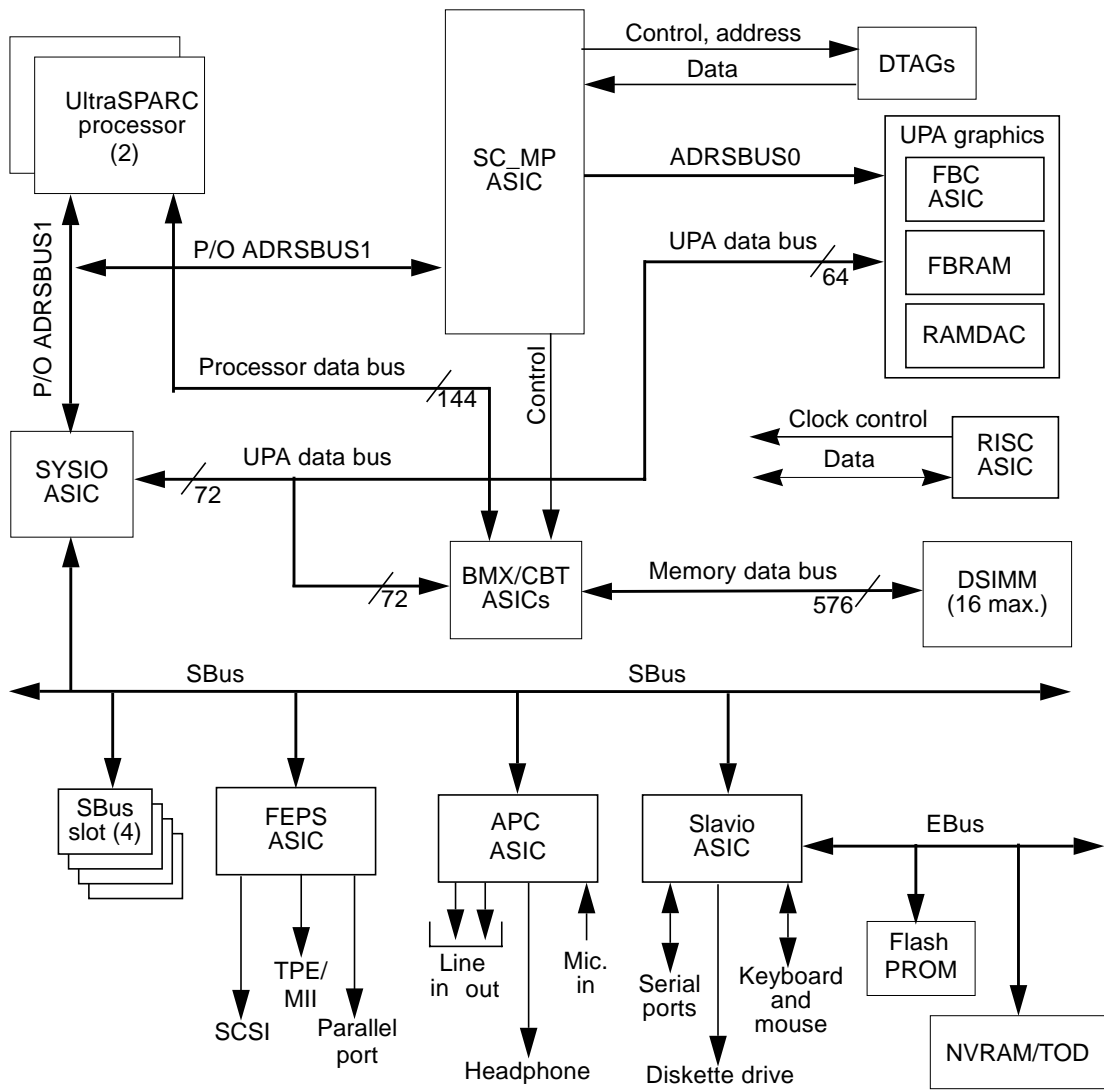 Control, address
Data
DTAGs
UltraSPARC
processor
(2)
SC_MP
ASIC
UPA graphics
FBC
ASIC
FBRAM
RAMDAC
ADRSBUS0
P/O ADRSBUS1
UPA data bus
64
P/O ADRSBUS1
Processor data bus
144
Control
Clock control
Data
RISC
ASIC
SYSIO
ASIC
UPA data bus
72
72
BMX/CBT
ASICs
Memory data bus
576
DSIMM
(16 max.)
SBus
SBus
SBus
slot (4)
FEPS
ASIC
APC
ASIC
Slavio
ASIC
EBus
SCSI
TPE/
MII
Parallel
port
Line
in
out
Headphone
Mic.
in
Serial
ports
Diskette drive
Keyboard
and
mouse
Flash
PROM
NVRAM/TOD